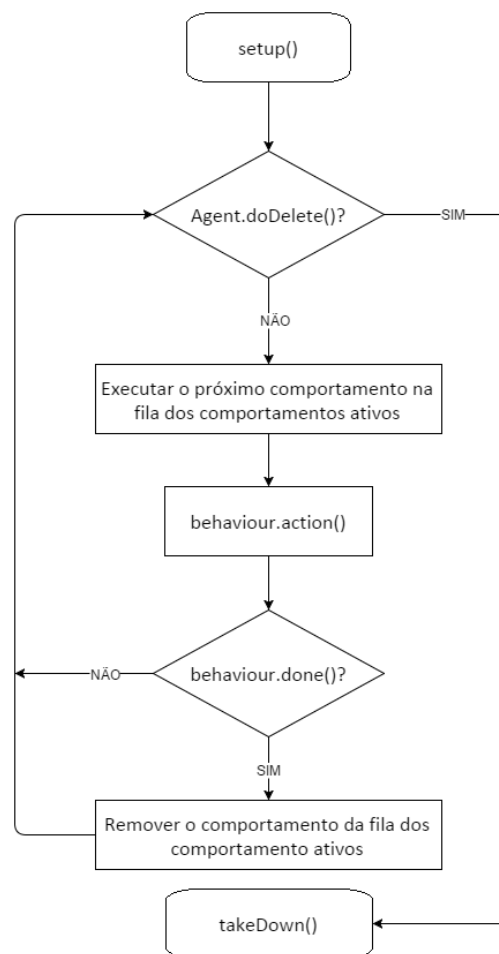 setup()
Agent.doDelete()?
SIM
NÃO
Executar o próximo comportamento na
fila dos comportamentos ativos
behaviour.action()
behaviour.done()?
NÃO
SIM
Remover o comportamento da fila dos
comportamento ativos
takeDown()